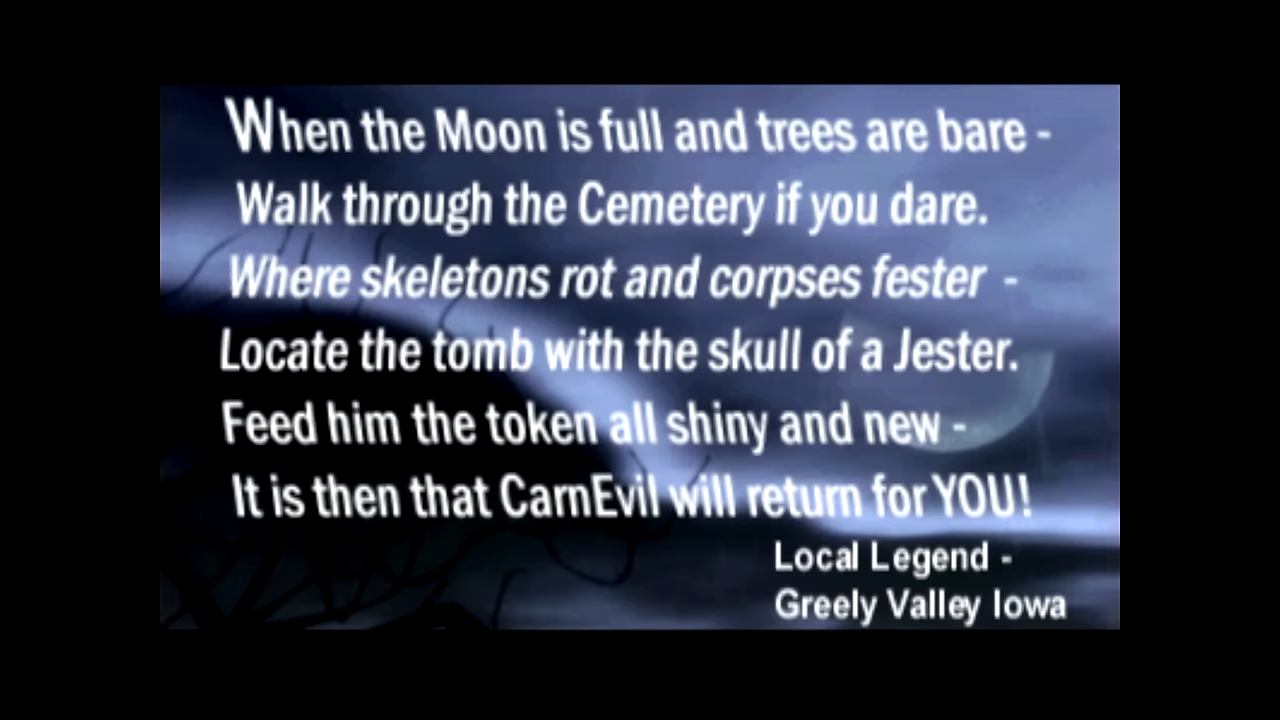 When the Moon is full and trees are bare -
Walk through the Cemetery if you dare.
Where skeletons rot and corpses fester -
Locate the tomb with the skull of a Jester.
Feed him the token all shiny and new -
It is then that CarnEvil will return for YOU!
Local Legend -
Greely Valley Iowa